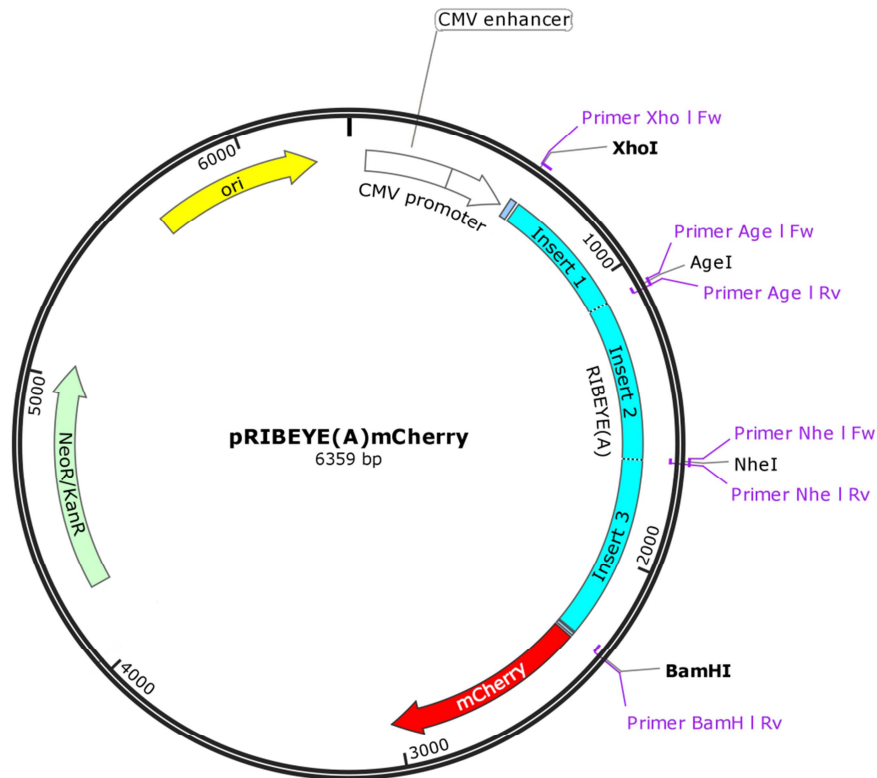 CMV enhancer
Primer Xho I Fw
XhoI
6000
ori
CMV promoter
Insert 1
1000
Primer Age I Fw
AgeI
Primer Age I Rv
Insert 2
RIBEYE(A)
5000
NeoR/KanR
pRIBEYE(A)mCherry
6359 bp
Primer Nhe I Fw
NheI
Primer Nhe I Rv
Insert 3
2000
mCherry
BamHI
4000
Primer BamH I Rv
3000